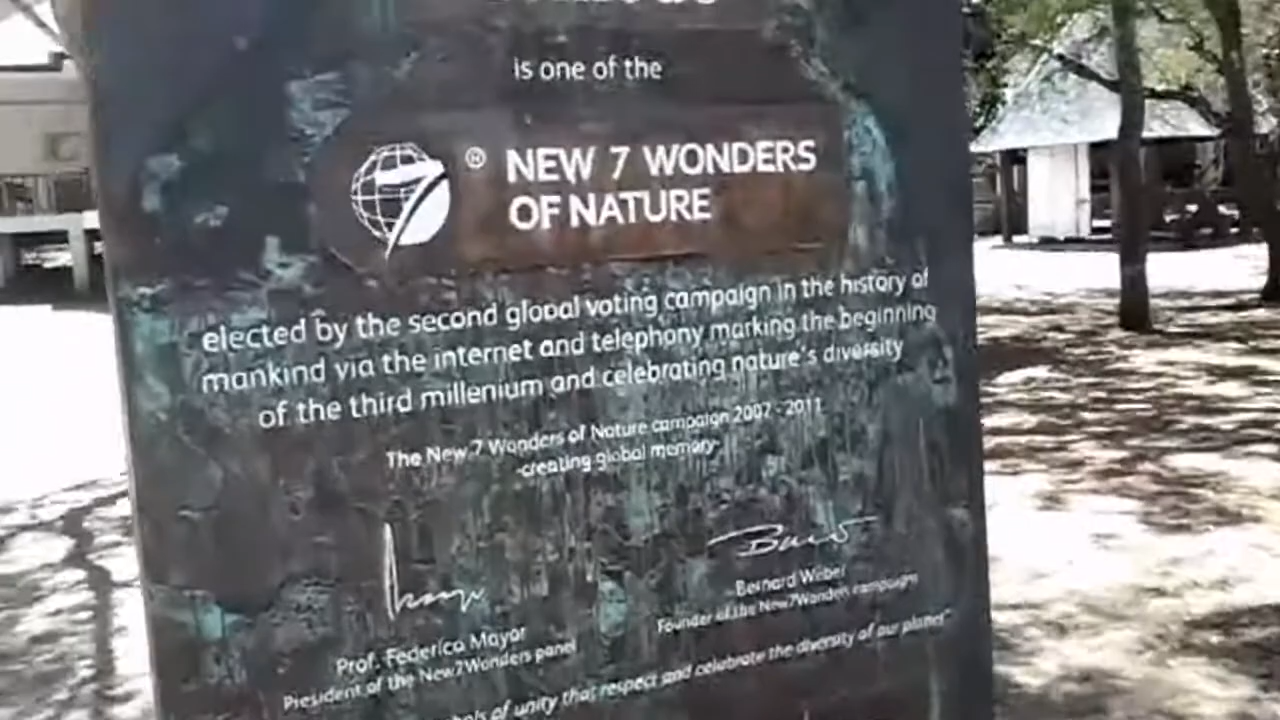 is one of the
® NEW 7 WONDERS
OF NATURE
elected by the second global voting campaign in the history of
mankind via the internet and telephony marking the beginning
of the third millenium and celebrating nature's diversity
The New 7 Wonders of Nature campaign 2007 - 2011
-creating global memory-
Prof. Federico Mayor
President of the New7Wonders panel
Bernard Weber
Founder of the New7Wonders campaign
of unity that respect and celebrate the diversity of our planet"